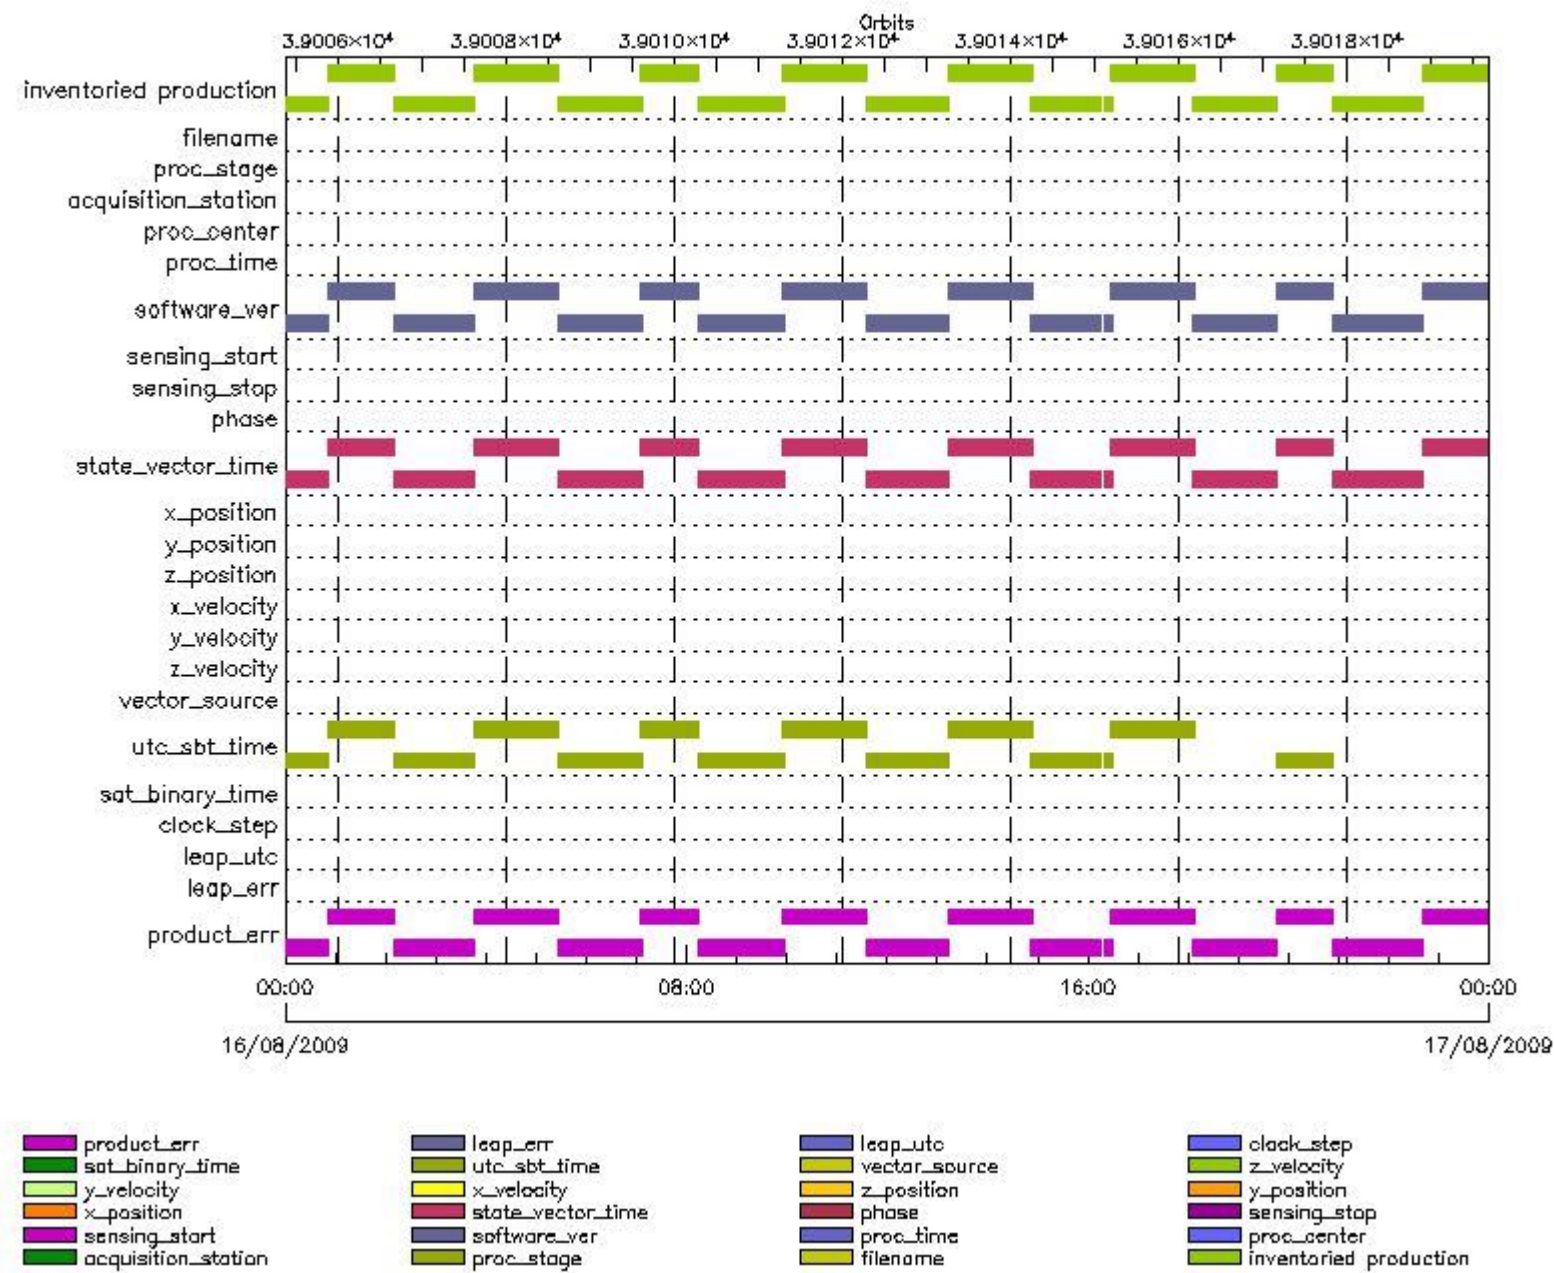 Orbits
3.9006×10⁴ 3.9008×10⁴ 3.9010×10⁴ 3.9012×10⁴ 3.9014×10⁴ 3.9016×10⁴ 3.9018×10⁴
inventoried production
filename
proc_stage
acquisition_station
proc_center
proc_time
software_ver
sensing_start
sensing_stop
phase
state_vector_time
x_position
y_position
z_position
x_velocity
y_velocity
z_velocity
vector_source
utc_sbt_time
sat_binary_time
clock_step
leap_utc
leap_err
product_err
00:00 08:00 16:00 00:00
16/08/2009 17/08/2009
product_err leap_err leap_utc clock_step
sat_binary_time utc_sbt_time vector_source z_velocity
y_velocity x_velocity z_position y_position
x_position state_vector_time phase sensing_stop
sensing_start software_ver proc_time proc_center
acquisition_station proc_stage filename inventoried production